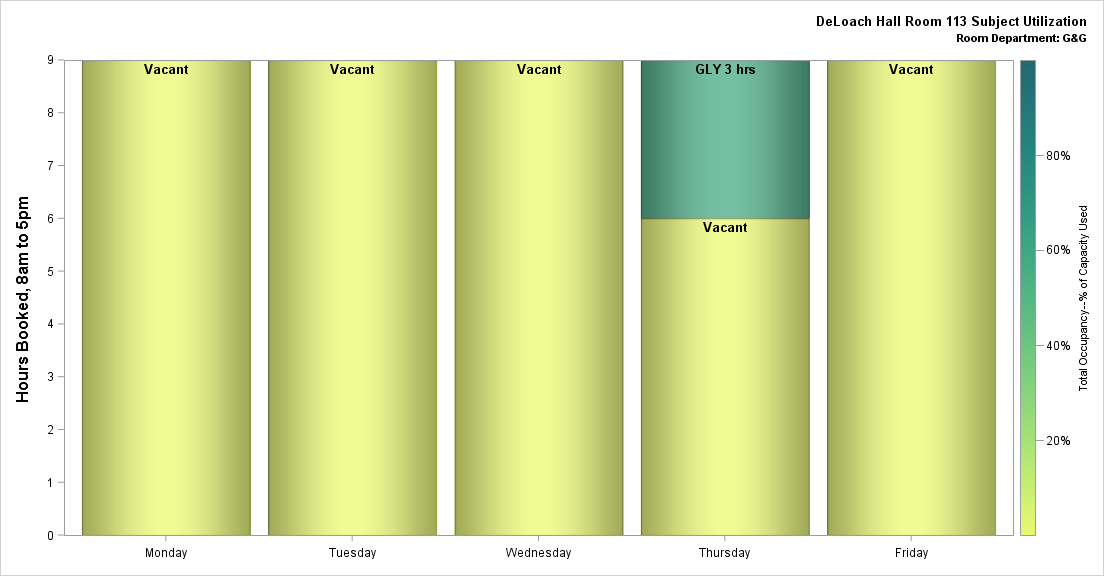 DeLoach Hall Room 113 Subject Utilization
Room Department: G&G
Hours Booked, 8am to 5pm
9
8
7
6
5
4
3
2
1
0
Vacant
Vacant
Vacant
GLY 3 hrs
Vacant
Vacant
Monday
Tuesday
Wednesday
Thursday
Friday
80%
60%
40%
20%
Total Occupancy--% of Capacity Used